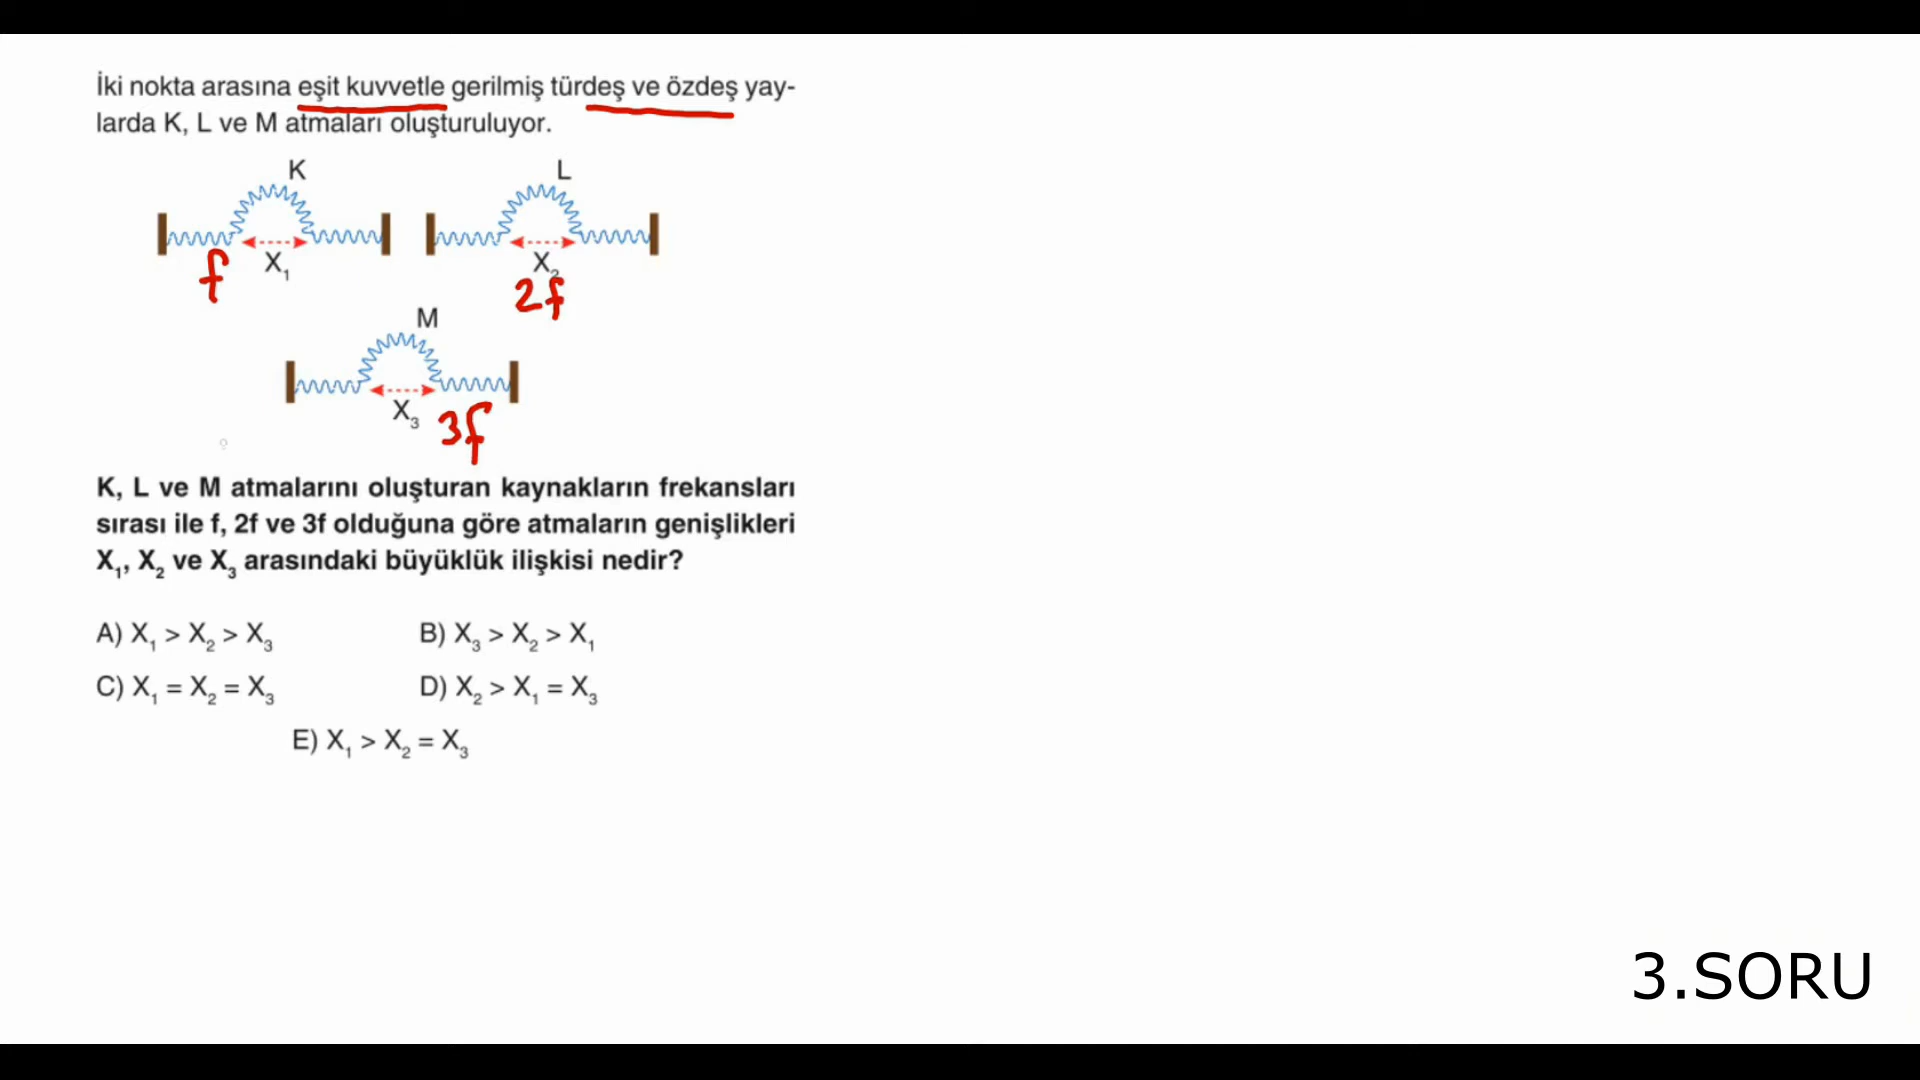 İki nokta arasına eşit kuvvetle gerilmiş türdeş ve özdeş yay-
larda K, L ve M atmaları oluşturuluyor.
K
L
X₁
X₂
f
2f
M
X₃
3f
K, L ve M atmalarını oluşturan kaynakların frekansları
sırası ile f, 2f ve 3f olduğuna göre atmaların genişlikleri
X₁, X₂ ve X₃ arasındaki büyüklük ilişkisi nedir?
A) X₁ > X₂ > X₃
B) X₃ > X₂ > X₁
C) X₁ = X₂ = X₃
D) X₂ > X₁ = X₃
E) X₁ > X₂ = X₃
3.SORU